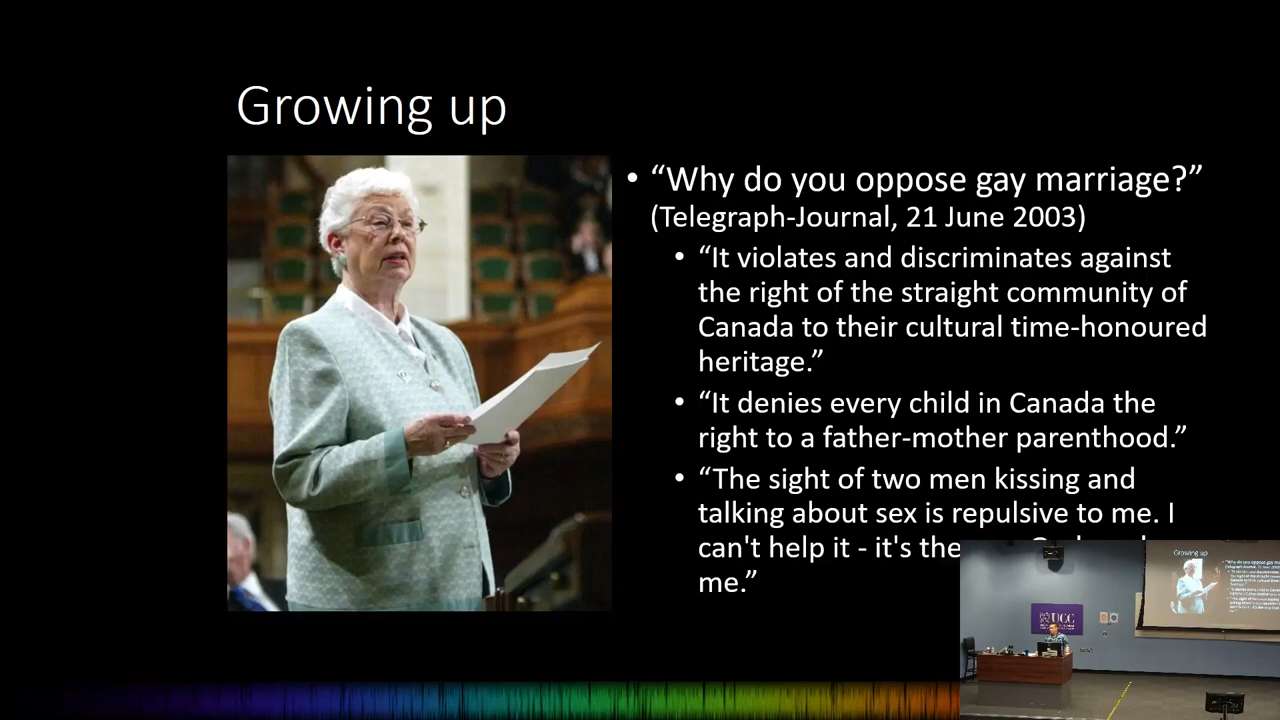 Growing up
• “Why do you oppose gay marriage?”
(Telegraph-Journal, 21 June 2003)
• “It violates and discriminates against
the right of the straight community of
Canada to their cultural time-honoured
heritage.”
• “It denies every child in Canada the
right to a father-mother parenthood.”
• “The sight of two men kissing and
talking about sex is repulsive to me. I
can't help it - it's the
me.”
Growing up
UCC